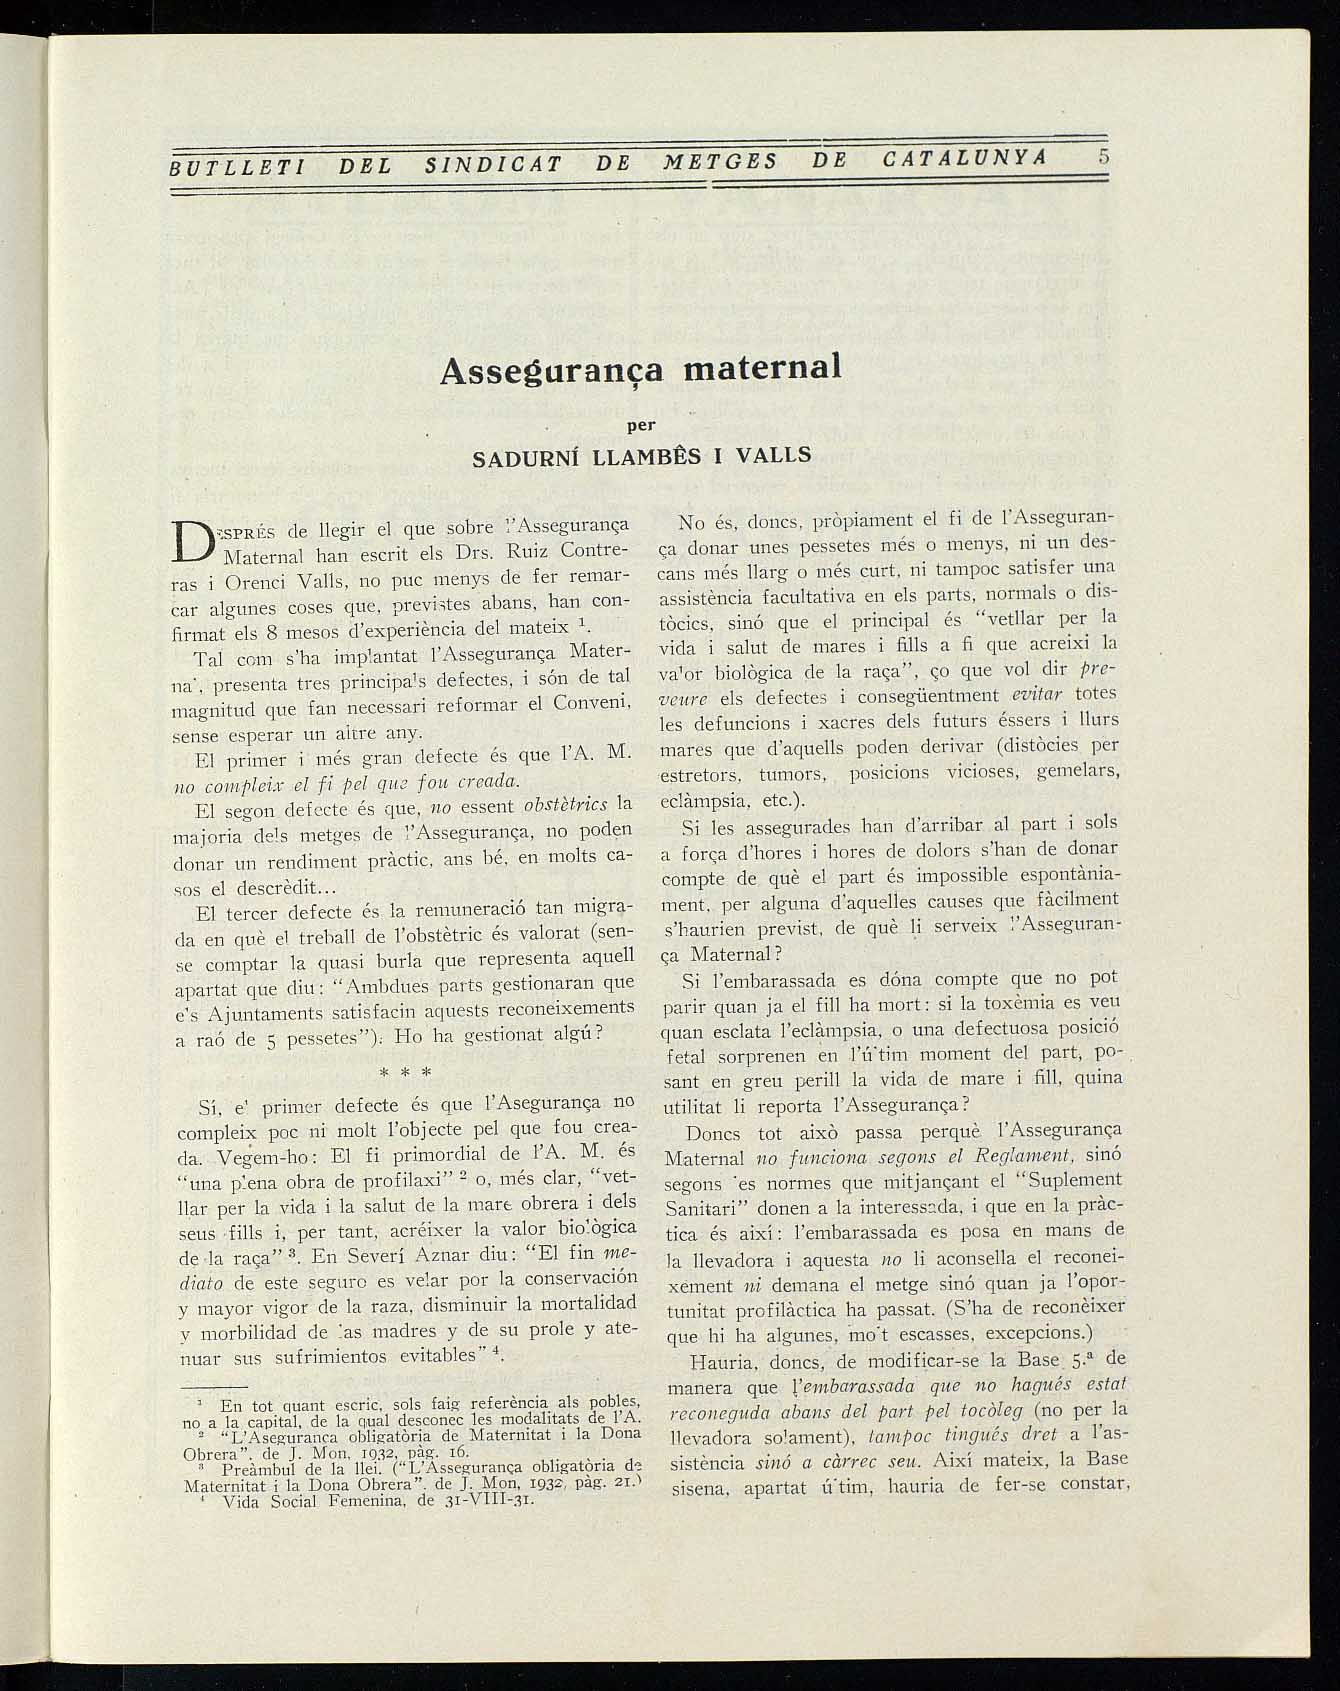 BUTLLETI DEL SINDICAT DE METGES DE CATALUNYA 5
Assegurança maternal
per
SADURNÍ LLAMBÊS I VALLS
DESPRÉS de llegir el que sobre l'Assegurança
Maternal han escrit els Drs. Ruiz Contre-
ras i Orenci Valls, no puc menys de fer remar-
car algunes coses que, previstes abans, han con-
firmat els 8 mesos d'experiència del mateix ¹.
Tal com s'ha implantat l'Assegurança Mater-
nal, presenta tres principals defectes, i són de tal
magnitud que fan necessari reformar el Conveni,
sense esperar un altre any.
El primer i més gran defecte és que l'A. M.
no compleix el fi pel que fou creada.
El segon defecte és que, no essent obstètrics la
majoria dels metges de l'Assegurança, no poden
donar un rendiment pràctic, ans bé, en molts ca-
sos el descrèdit...
El tercer defecte és la remuneració tan migra-
da en què el treball de l'obstètric és valorat (sen-
se comptar la quasi burla que representa aquell
apartat que diu: "Ambdues parts gestionaran que
els Ajuntaments satisfacin aquests reconeixements
a raó de 5 pessetes"). Ho ha gestionat algú?
* * *
Sí, el primer defecte és que l'Asegurança no
compleix poc ni molt l'objecte pel que fou crea-
da. Vegem-ho: El fi primordial de l'A. M. és
"una plena obra de profilaxi" ² o, més clar, "vet-
llar per la vida i la salut de la mare obrera i dels
seus fills i, per tant, acréixer la valor biològica
de la raça" ³. En Severí Aznar diu: "El fin me-
diato de este seguro es velar por la conservación
y mayor vigor de la raza, disminuir la mortalidad
y morbilidad de las madres y de su prole y ate-
nuar sus sufrimientos evitables" ⁴.
¹ En tot quant escric, sols faig referència als pobles,
no a la capital, de la qual desconec les modalitats de l'A.
² "L'Asegurança obligatòria de Maternitat i la Dona
Obrera". de J. Mon, 1932, pàg. 16.
³ Preàmbul de la llei. ("L'Assegurança obligatòria de
Maternitat i la Dona Obrera". de J. Mon, 1932, pàg. 21.)
⁴ Vida Social Femenina, de 31-VIII-31.
No és, doncs, pròpiament el fi de l'Asseguran-
ça donar unes pessetes més o menys, ni un des-
cans més llarg o més curt, ni tampoc satisfer una
assistència facultativa en els parts, normals o dis-
tòcics, sinó que el principal és "vetllar per la
vida i salut de mares i fills a fi que acreixi la
valor biològica de la raça", ço que vol dir pre-
veure els defectes i consegüentment evitar totes
les defuncions i xacres dels futurs éssers i llurs
mares que d'aquells poden derivar (distòcies per
estretors, tumors, posicions vicioses, gemelars,
eclàmpsia, etc.).
Si les assegurades han d'arribar al part i sols
a força d'hores i hores de dolors s'han de donar
compte de què el part és impossible espontània-
ment, per alguna d'aquelles causes que fàcilment
s'haurien previst, de què li serveix l'Asseguran-
ça Maternal?
Si l'embarassada es dóna compte que no pot
parir quan ja el fill ha mort: si la toxèmia es veu
quan esclata l'eclàmpsia, o una defectuosa posició
fetal sorprenen en l'últim moment del part, po-
sant en greu perill la vida de mare i fill, quina
utilitat li reporta l'Assegurança?
Doncs tot això passa perquè l'Assegurança
Maternal no funciona segons el Reglament, sinó
segons les normes que mitjançant el "Suplement
Sanitari" donen a la interessada, i que en la pràc-
tica és així: l'embarassada es posa en mans de
la llevadora i aquesta no li aconsella el reconei-
xement ni demana el metge sinó quan ja l'opor-
tunitat profilàctica ha passat. (S'ha de reconèixer
que hi ha algunes, molt escasses, excepcions.)
Hauria, doncs, de modificar-se la Base 5.ª de
manera que l'embarassada que no hagués estat
reconeguda abans del part pel tocòleg (no per la
llevadora solament), tampoc tingués dret a l'as-
sistència sinó a càrrec seu. Així mateix, la Base
sisena, apartat últim, hauria de fer-se constar,